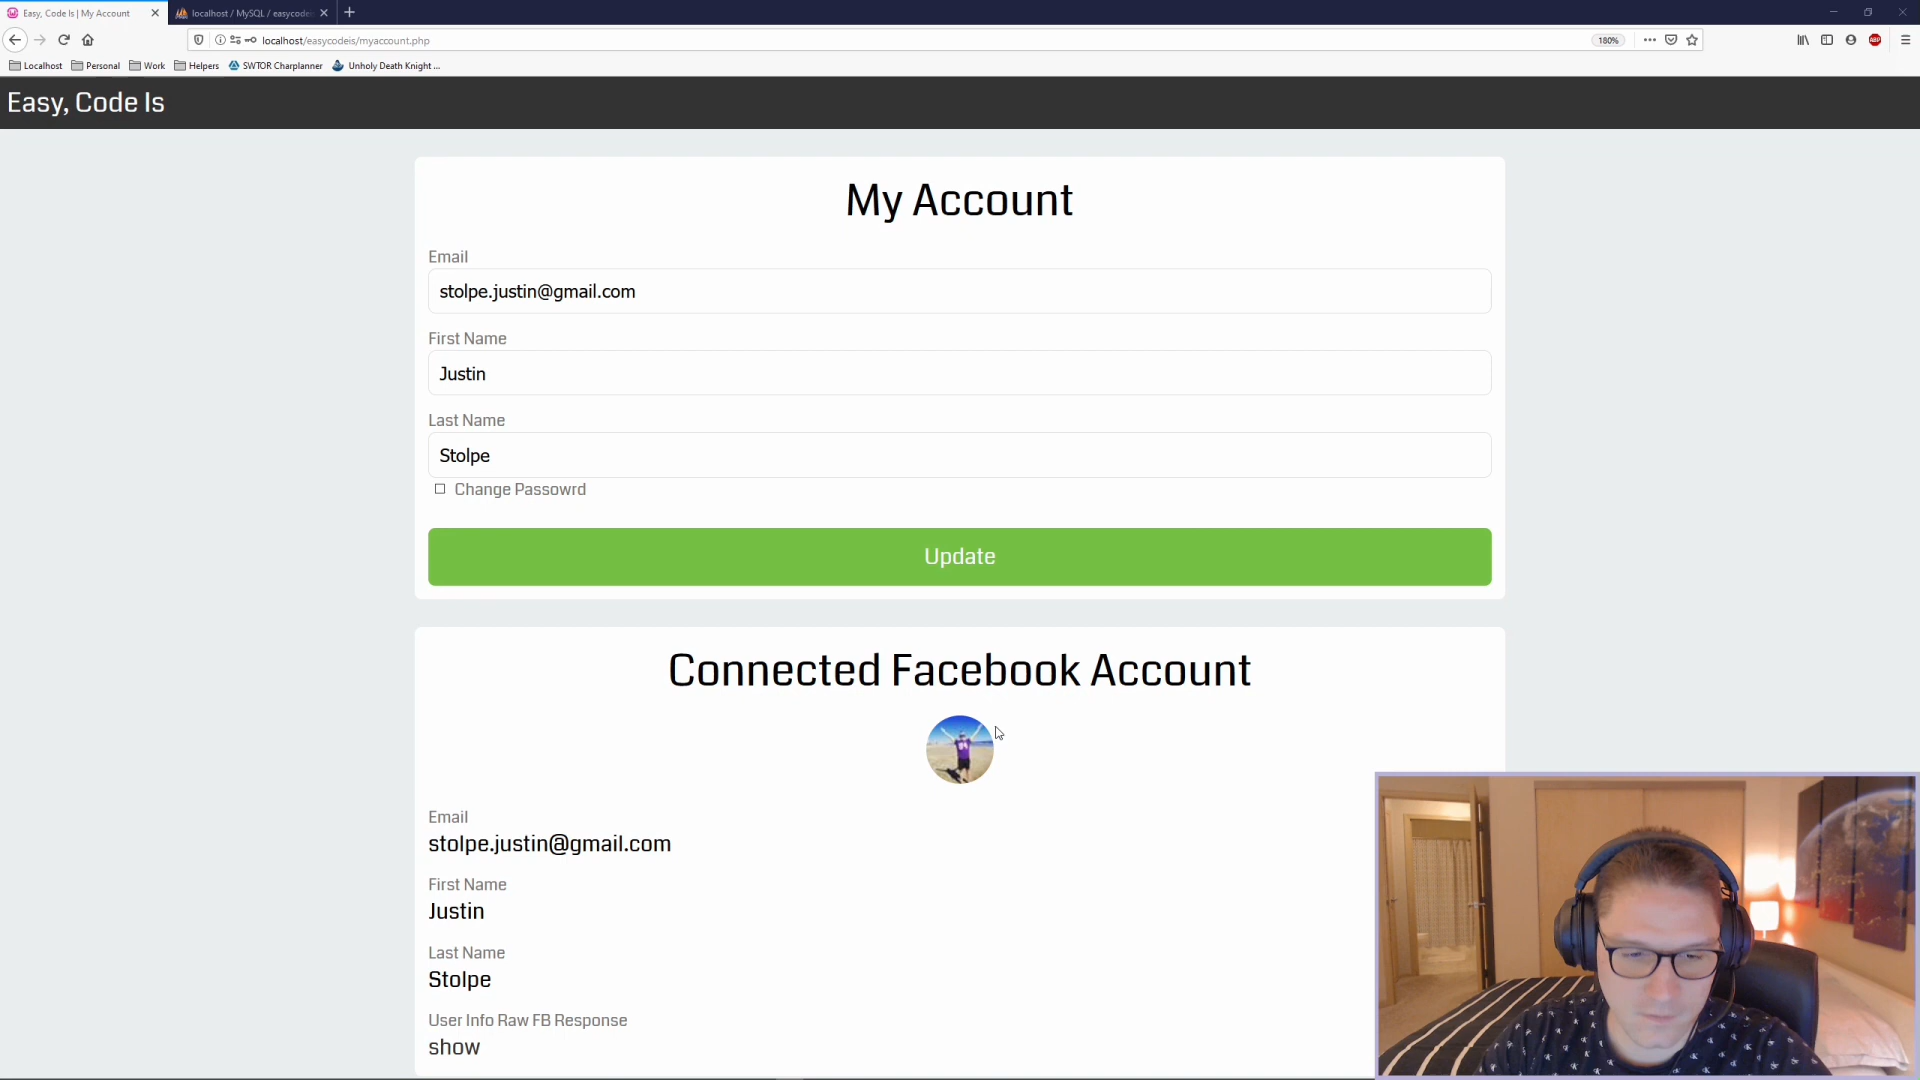 Easy, Code Is | My Account
localhost / MySQL / easycodeis
localhost/easycodeis/myaccount.php
180%
ABP
Localhost Personal Work Helpers SWTOR Charplanner Unholy Death Knight ...
Easy, Code Is
My Account
Email
stolpe.justin@gmail.com
First Name
Justin
Last Name
Stolpe
Change Passowrd
Update
Connected Facebook Account
Email
stolpe.justin@gmail.com
First Name
Justin
Last Name
Stolpe
User Info Raw FB Response
show